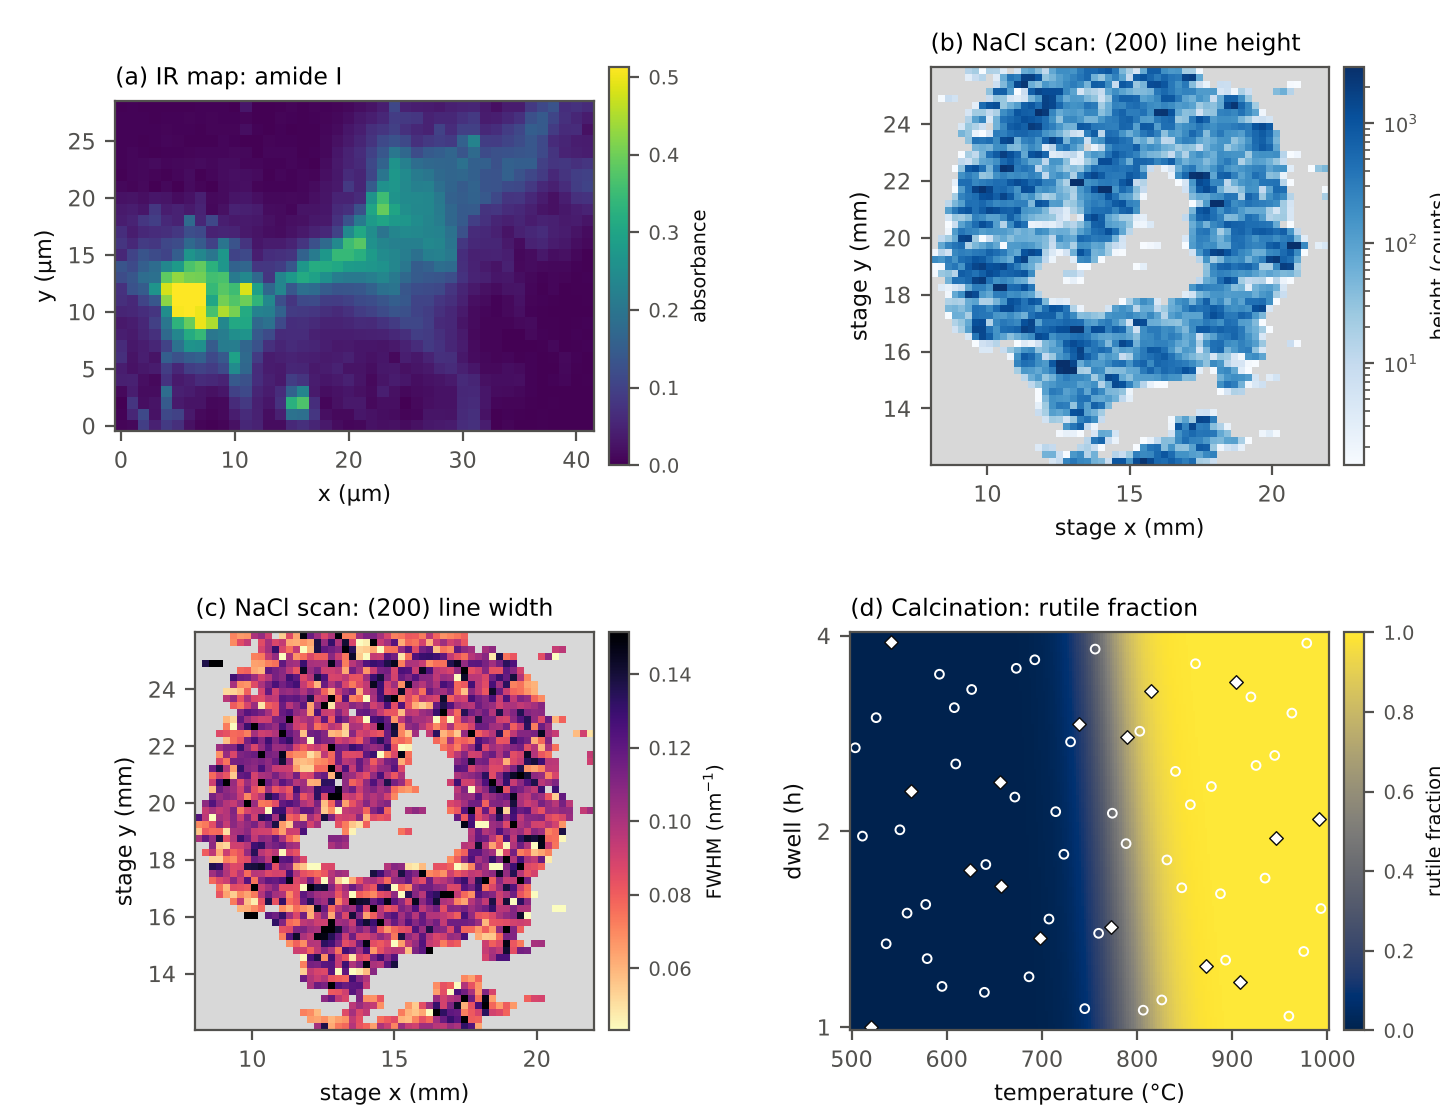 (a) IR map: amide I
25
20
15
10
5
0
0 10 20 30 40
x (μm)
y (μm)
0.5
0.4
0.3
0.2
0.1
0.0
absorbance
(b) NaCl scan: (200) line height
24
22
20
18
16
14
10 15 20
stage x (mm)
stage y (mm)
10³
10²
10¹
height (counts)
(c) NaCl scan: (200) line width
24
22
20
18
16
14
10 15 20
stage x (mm)
stage y (mm)
0.14
0.12
0.10
0.08
0.06
FWHM (nm⁻¹)
(d) Calcination: rutile fraction
4
2
1
500 600 700 800 900 1000
temperature (°C)
dwell (h)
1.0
0.8
0.6
0.4
0.2
0.0
rutile fraction